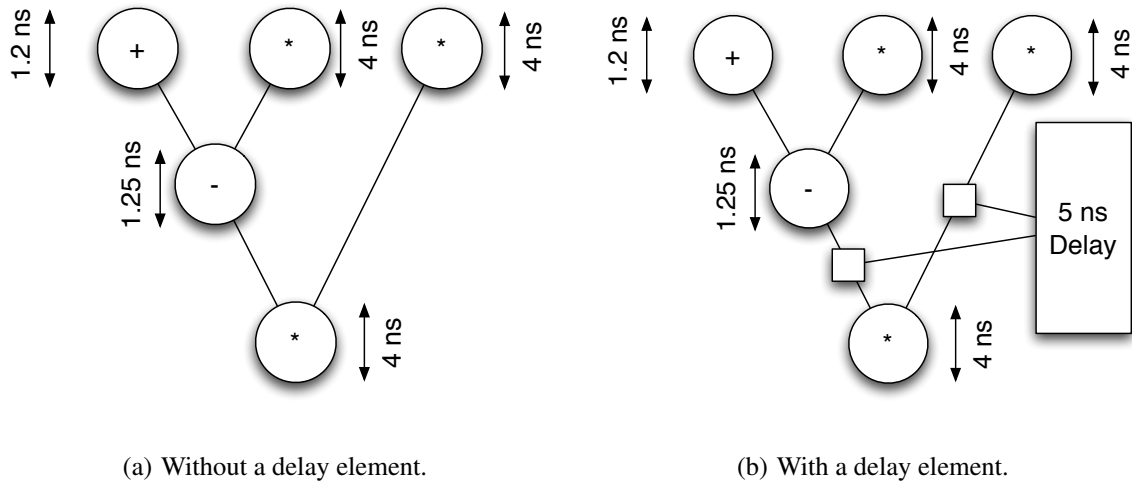 1.2 ns
+
*
4 ns
*
4 ns
1.25 ns
-
*
4 ns
(a) Without a delay element.
1.2 ns
+
*
4 ns
*
4 ns
1.25 ns
-
5 ns
Delay
*
4 ns
(b) With a delay element.